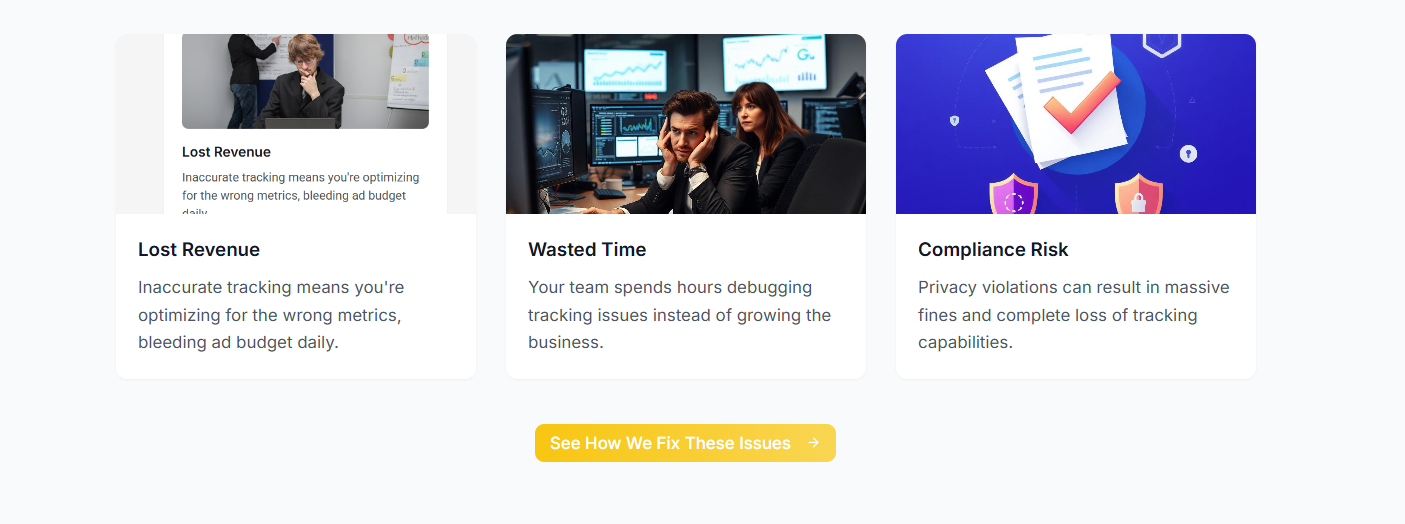 Lost Revenue
Inaccurate tracking means you're optimizing
for the wrong metrics, bleeding ad budget
daily.
Lost Revenue
Inaccurate tracking means you're
optimizing for the wrong metrics,
bleeding ad budget daily.
Wasted Time
Your team spends hours debugging
tracking issues instead of growing the
business.
Compliance Risk
Privacy violations can result in massive
fines and complete loss of tracking
capabilities.
See How We Fix These Issues →